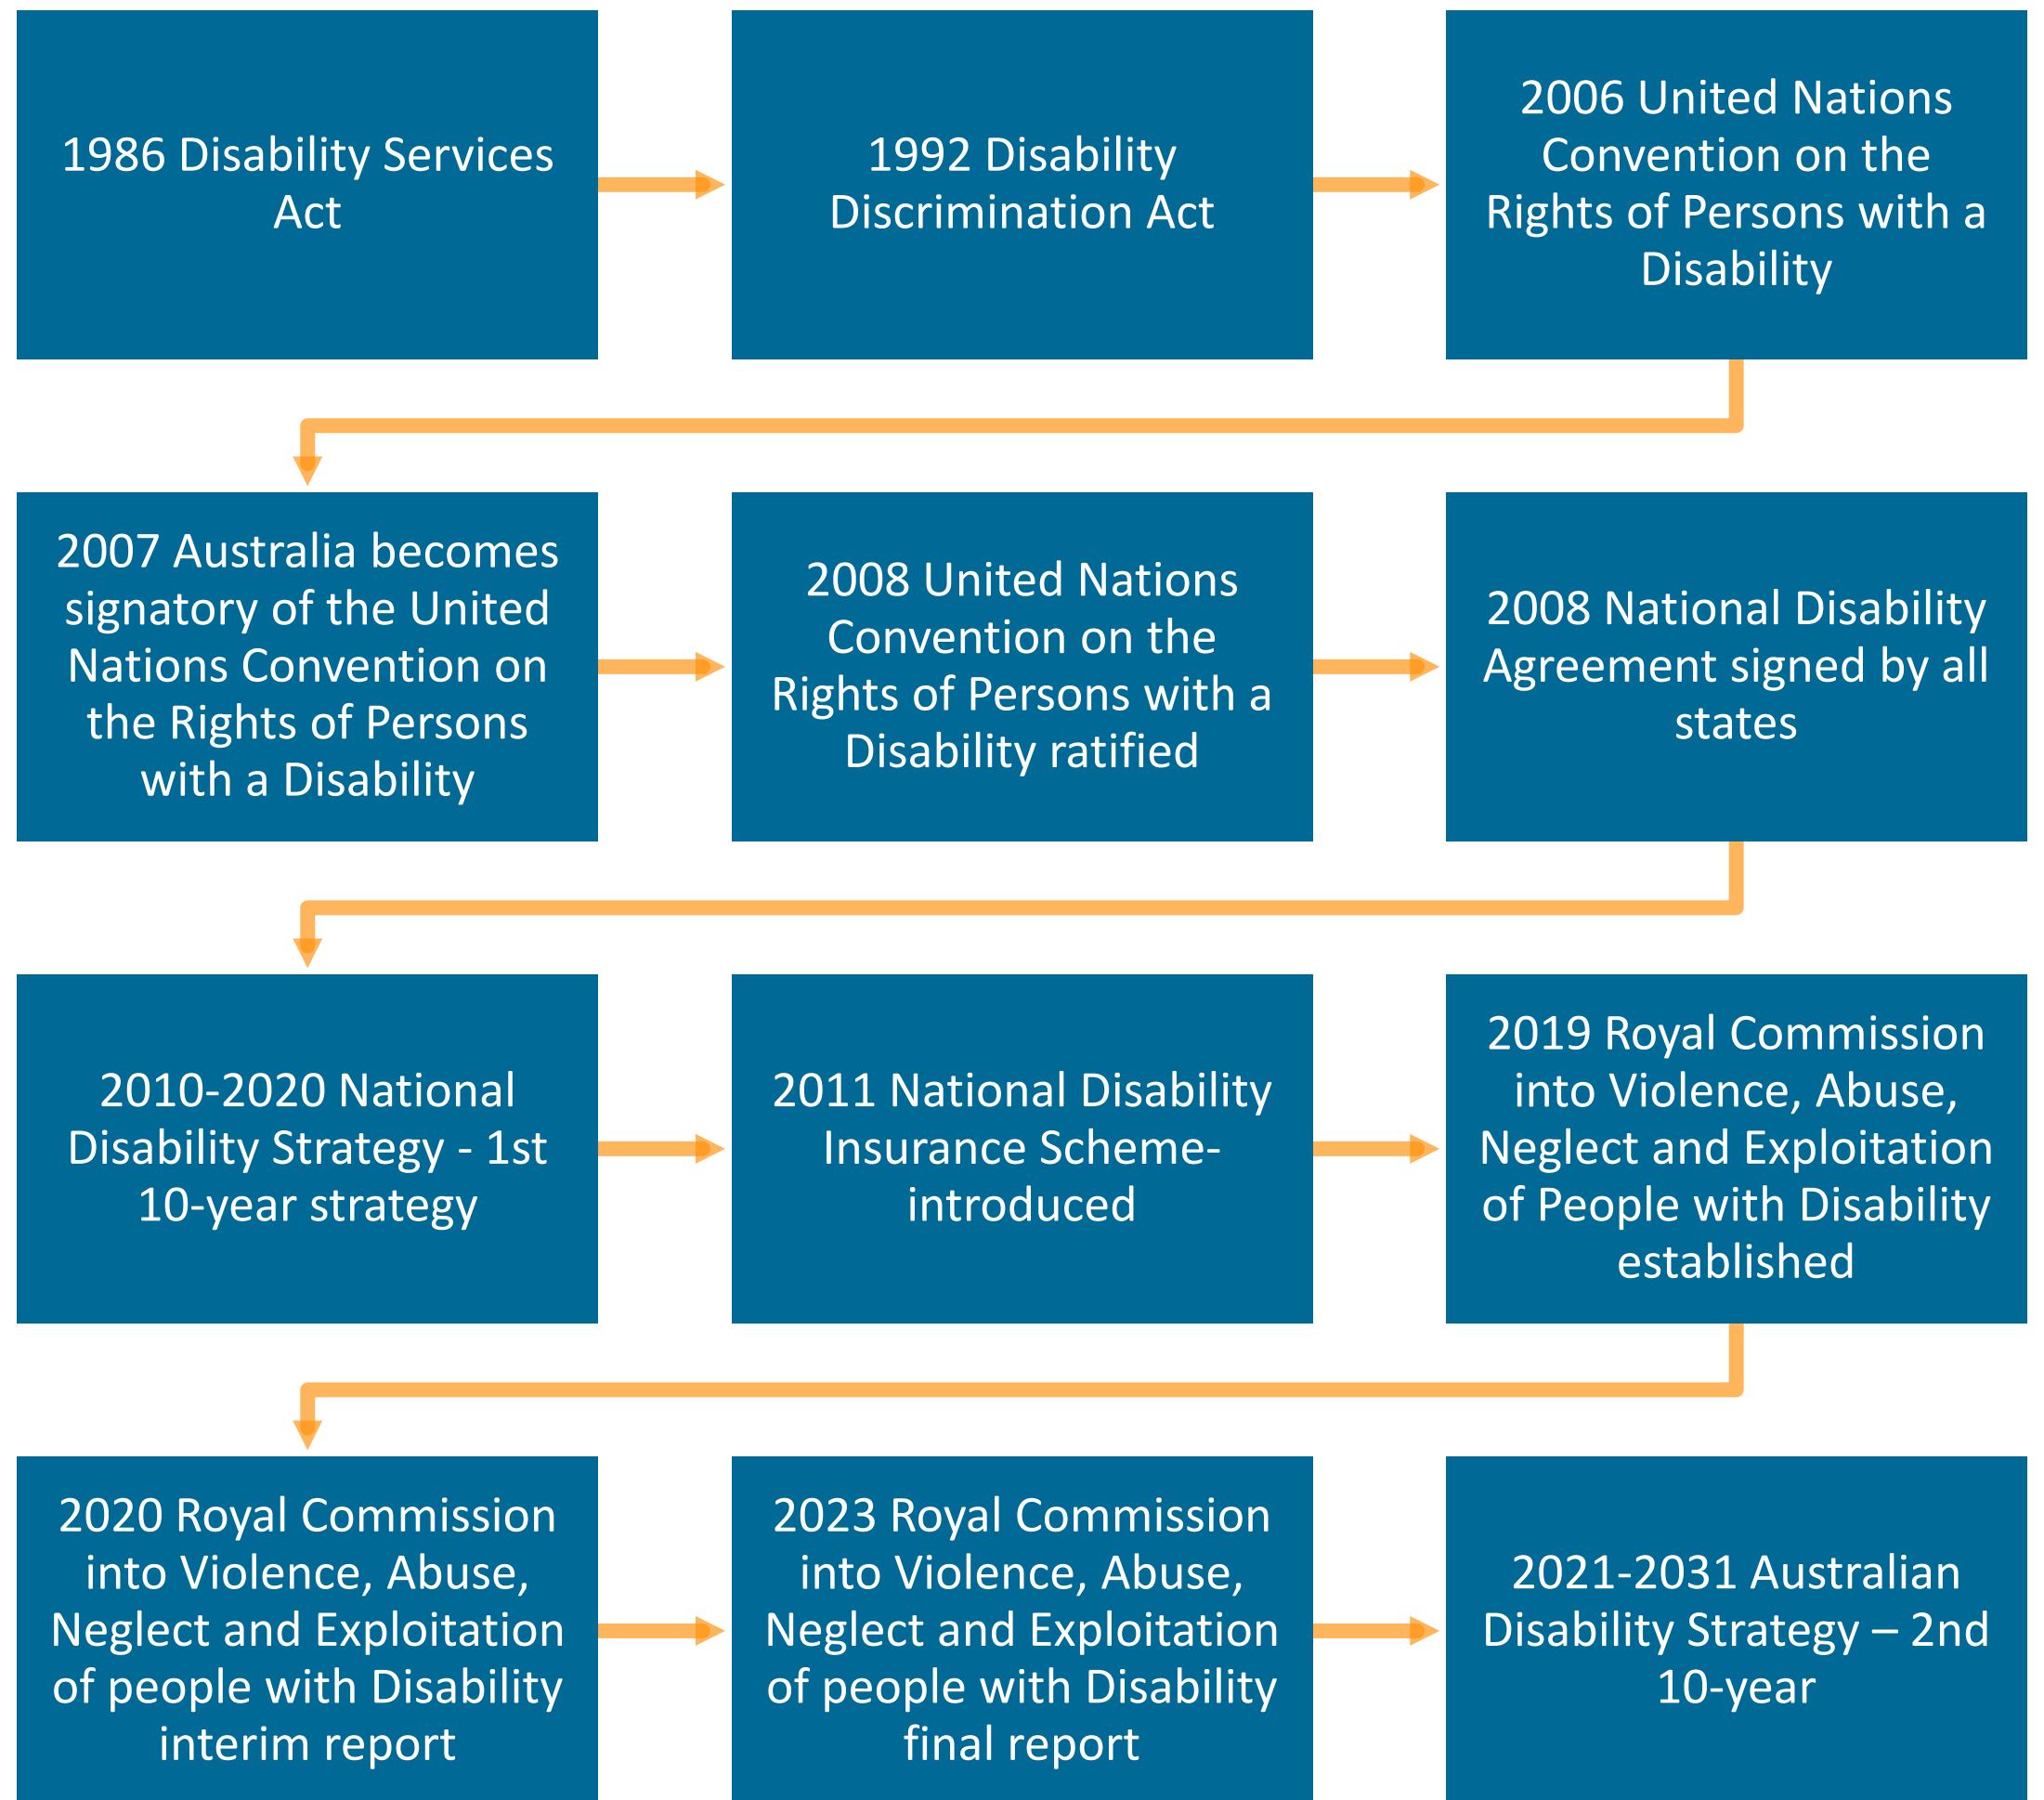 1986 Disability Services
Act
1992 Disability
Discrimination Act
2006 United Nations
Convention on the
Rights of Persons with a
Disability
2007 Australia becomes
signatory of the United
Nations Convention on
the Rights of Persons
with a Disability
2008 United Nations
Convention on the
Rights of Persons with a
Disability ratified
2008 National Disability
Agreement signed by all
states
2010-2020 National
Disability Strategy - 1st
10-year strategy
2011 National Disability
Insurance Scheme-
introduced
2019 Royal Commission
into Violence, Abuse,
Neglect and Exploitation
of People with Disability
established
2020 Royal Commission
into Violence, Abuse,
Neglect and Exploitation
of people with Disability
interim report
2023 Royal Commission
into Violence, Abuse,
Neglect and Exploitation
of people with Disability
final report
2021-2031 Australian
Disability Strategy – 2nd
10-year